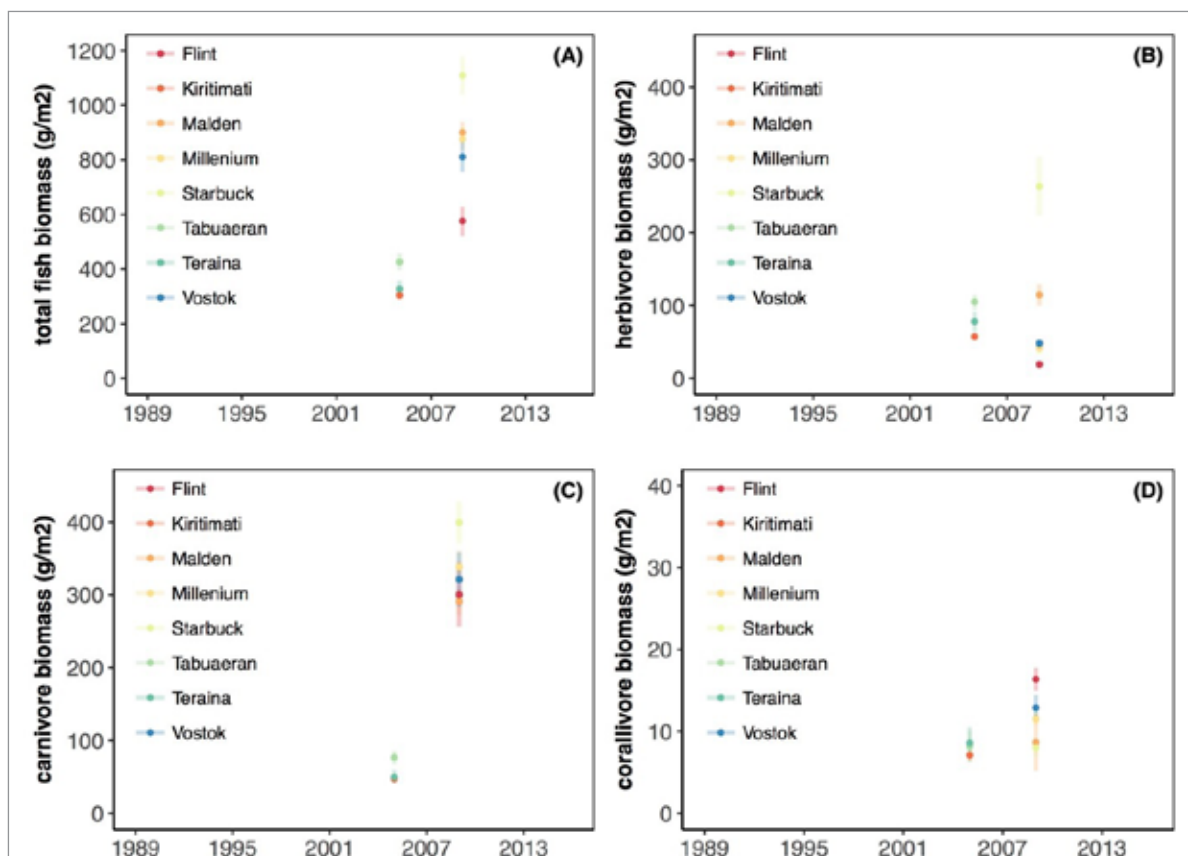 total fish biomass (g/m2)
1200
1000
800
600
400
200
0
Flint
Kiritimati
Malden
Millenium
Starbuck
Tabuaeran
Teraina
Vostok
(A)
1989 1995 2001 2007 2013
herbivore biomass (g/m2)
400
300
200
100
0
Flint
Kiritimati
Malden
Millenium
Starbuck
Tabuaeran
Teraina
Vostok
(B)
1989 1995 2001 2007 2013
carnivore biomass (g/m2)
400
300
200
100
0
Flint
Kiritimati
Malden
Millenium
Starbuck
Tabuaeran
Teraina
Vostok
(C)
1989 1995 2001 2007 2013
corallivore biomass (g/m2)
40
30
20
10
0
Flint
Kiritimati
Malden
Millenium
Starbuck
Tabuaeran
Teraina
Vostok
(D)
1989 1995 2001 2007 2013